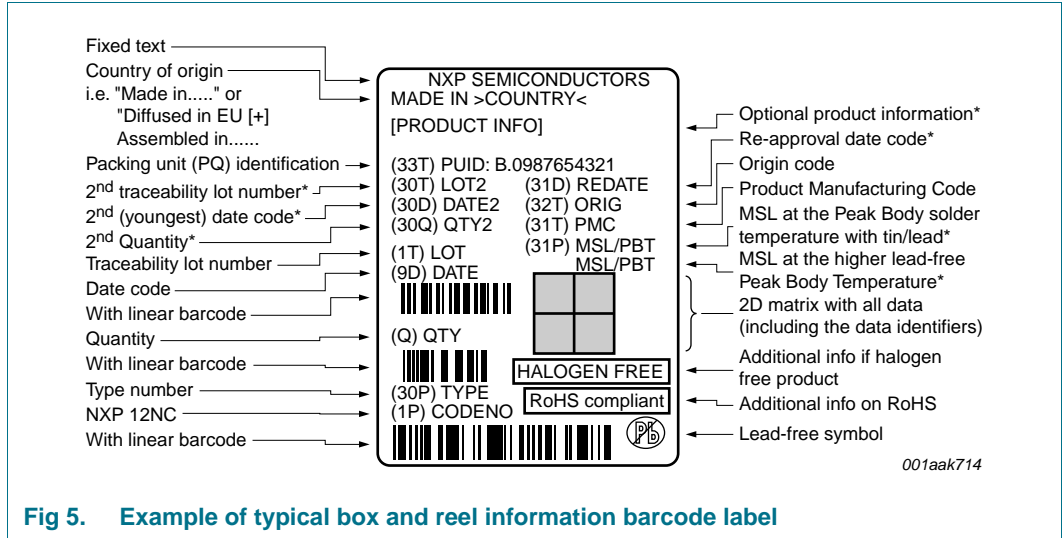 Fixed text
Country of origin
i.e. "Made in....." or
"Diffused in EU [+]
Assembled in......
Packing unit (PQ) identification
2nd traceability lot number*
2nd (youngest) date code*
2nd Quantity*
Traceability lot number
Date code
With linear barcode
Quantity
With linear barcode
Type number
NXP 12NC
With linear barcode
NXP SEMICONDUCTORS
MADE IN >COUNTRY<
[PRODUCT INFO]
(33T) PUID: B.0987654321
(30T) LOT2 (31D) REDATE
(30D) DATE2 (32T) ORIG
(30Q) QTY2 (31T) PMC
(31P) MSL/PBT
(1T) LOT MSL/PBT
(9D) DATE
(Q) QTY
HALOGEN FREE
(30P) TYPE
RoHS compliant
(1P) CODENO
Pb
Optional product information*
Re-approval date code*
Origin code
Product Manufacturing Code
MSL at the Peak Body solder
temperature with tin/lead*
MSL at the higher lead-free
Peak Body Temperature*
2D matrix with all data
(including the data identifiers)
Additional info if halogen
free product
Additional info on RoHS
Lead-free symbol
001aak714
Fig 5. Example of typical box and reel information barcode label